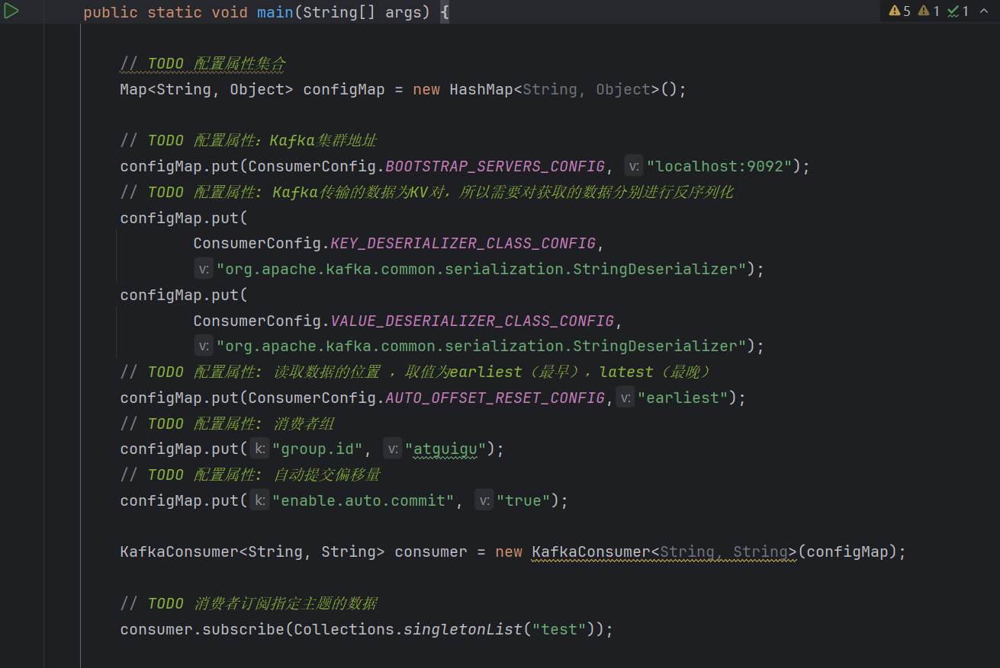 public static void main(String[] args) {
5 1 1
// TODO 配置属性集合
Map<String, Object> configMap = new HashMap<String, Object>();
// TODO 配置属性：Kafka集群地址
configMap.put(ConsumerConfig.BOOTSTRAP_SERVERS_CONFIG, v: "localhost:9092");
// TODO 配置属性: Kafka传输的数据为KV对，所以需要对获取的数据分别进行反序列化
configMap.put(
ConsumerConfig.KEY_DESERIALIZER_CLASS_CONFIG,
v: "org.apache.kafka.common.serialization.StringDeserializer");
configMap.put(
ConsumerConfig.VALUE_DESERIALIZER_CLASS_CONFIG,
v: "org.apache.kafka.common.serialization.StringDeserializer");
// TODO 配置属性: 读取数据的位置 ，取值为earliest（最早），latest（最晚）
configMap.put(ConsumerConfig.AUTO_OFFSET_RESET_CONFIG, v: "earliest");
// TODO 配置属性: 消费者组
configMap.put( k: "group.id", v: "atguigu");
// TODO 配置属性: 自动提交偏移量
configMap.put( k: "enable.auto.commit", v: "true");
KafkaConsumer<String, String> consumer = new KafkaConsumer<String, String>(configMap);
// TODO 消费者订阅指定主题的数据
consumer.subscribe(Collections.singletonList("test"));